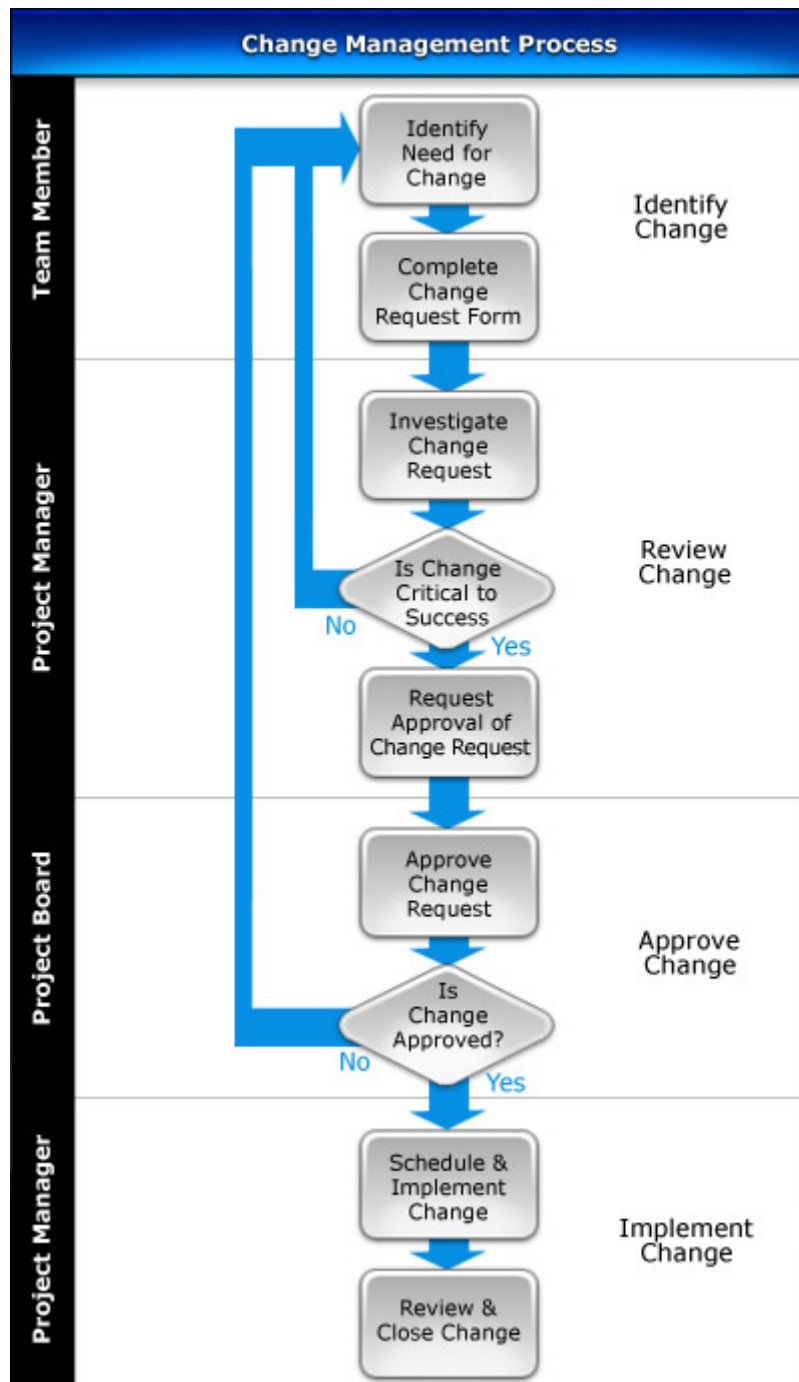 Change Management Process
Team Member
Identify
Need for
Change
Identify
Change
Complete
Change
Request Form
Project Manager
Investigate
Change
Request
Review
Change
Is Change
Critical to
Success
No
Yes
Request
Approval of
Change Request
Project Board
Approve
Change
Request
Approve
Change
Is
Change
Approved?
No
Yes
Project Manager
Schedule &
Implement
Change
Implement
Change
Review &
Close Change